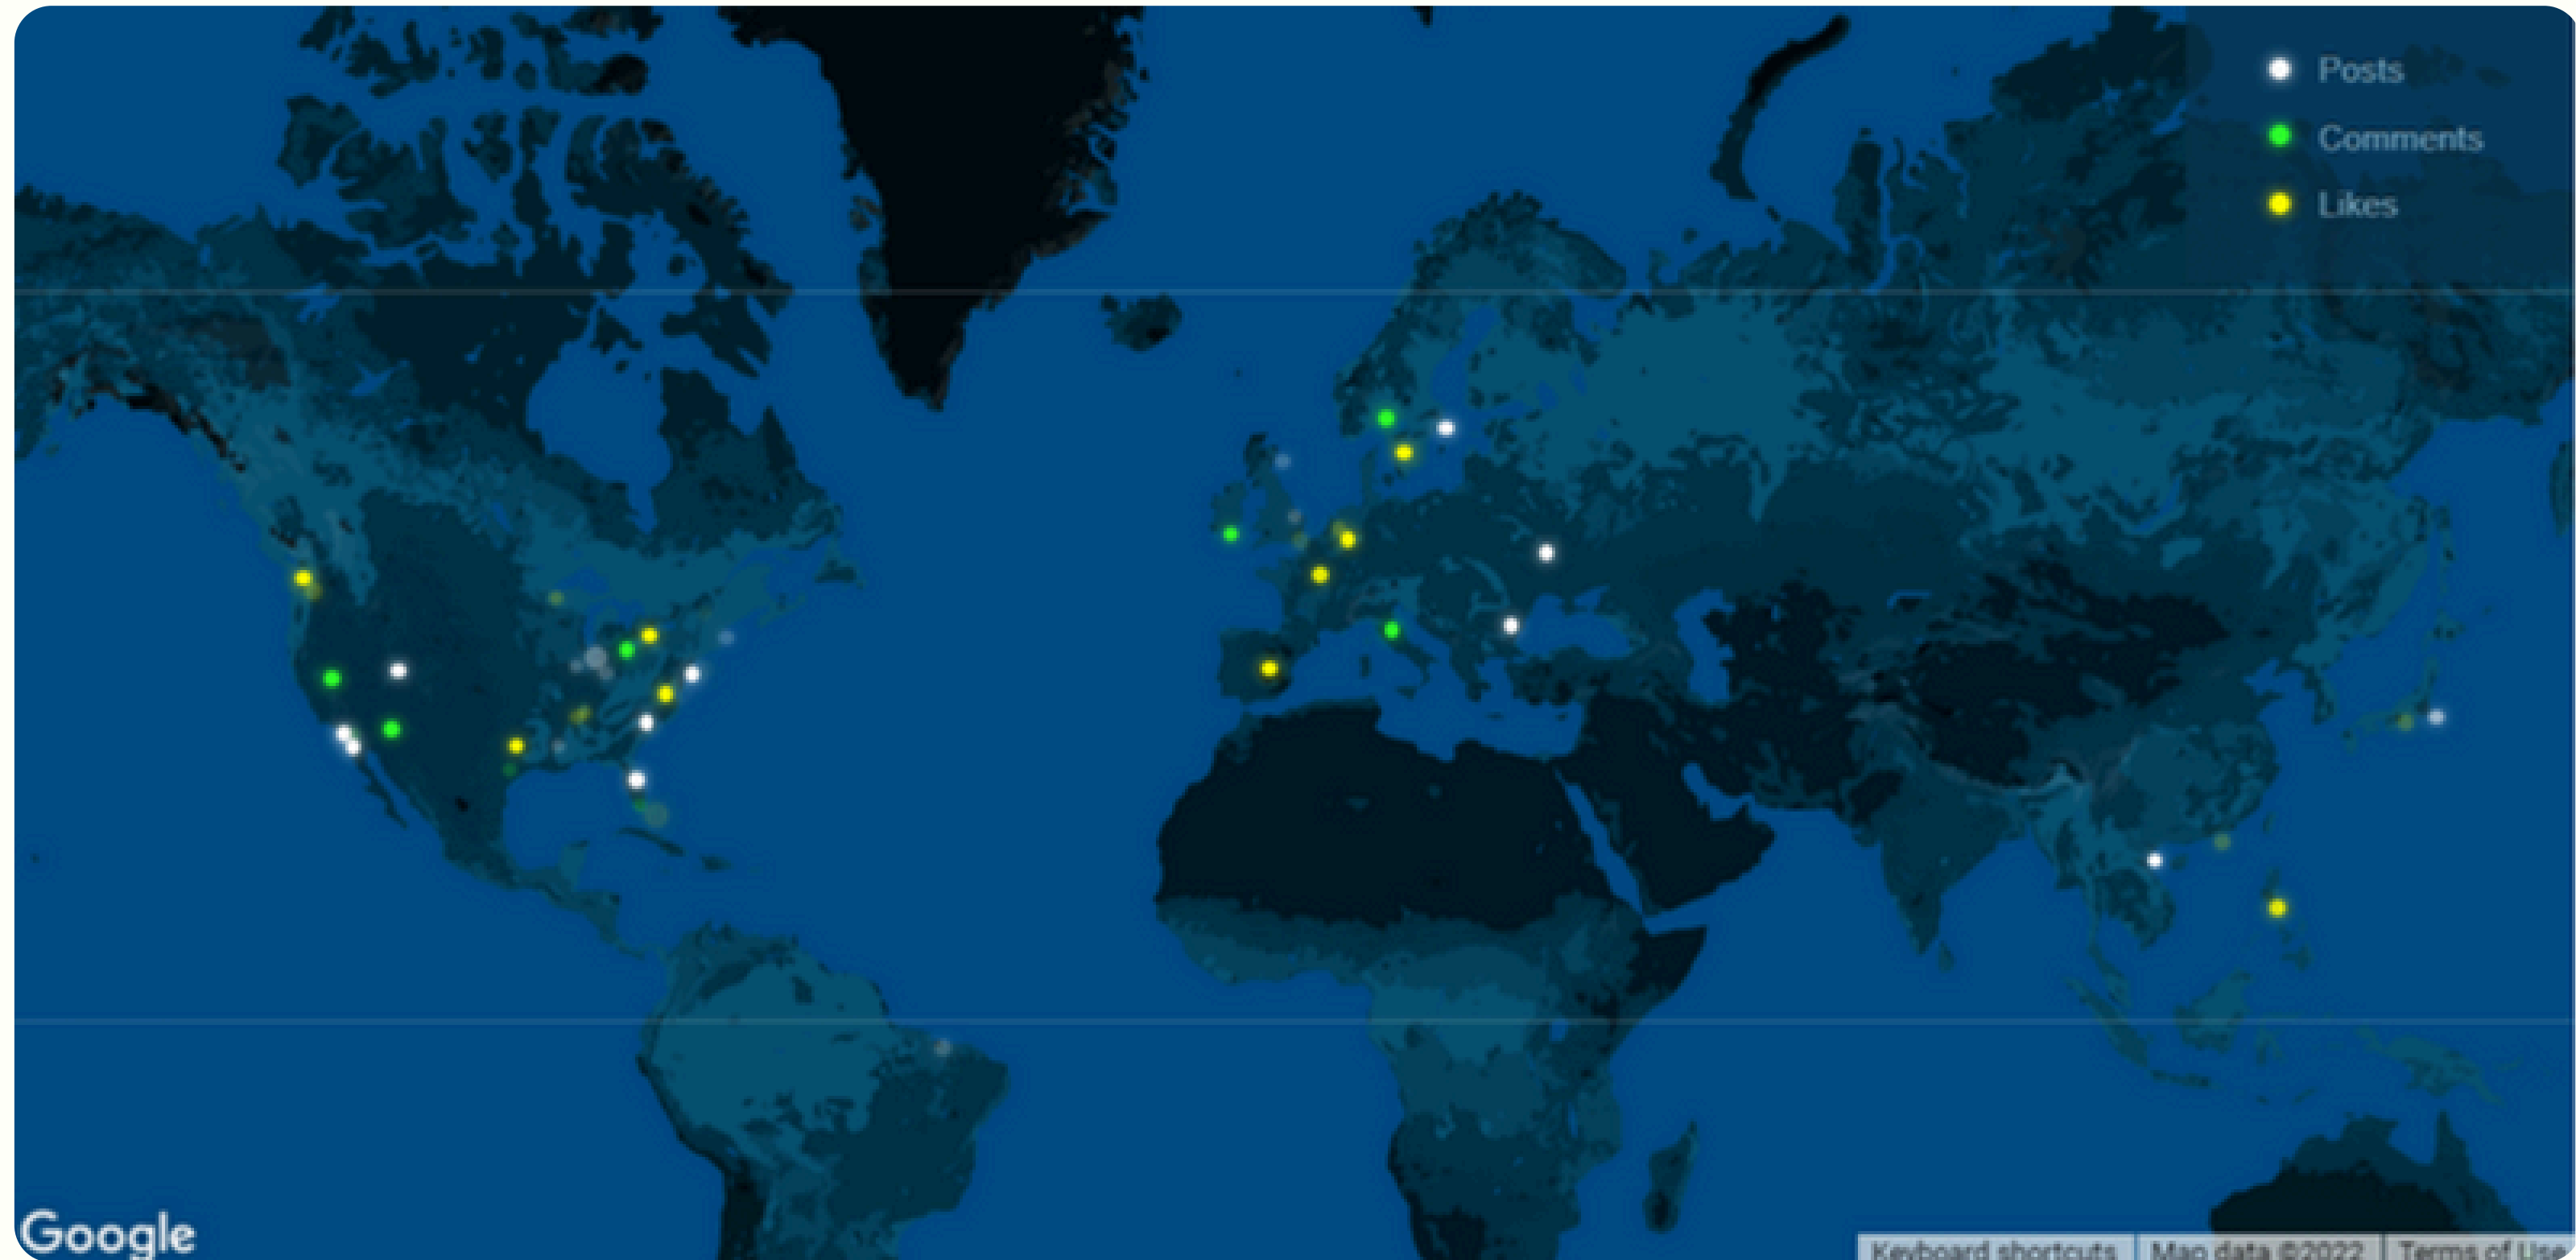 Posts
Comments
Likes
Google
Keyboard shortcuts
Map data ©2022
Terms of Use